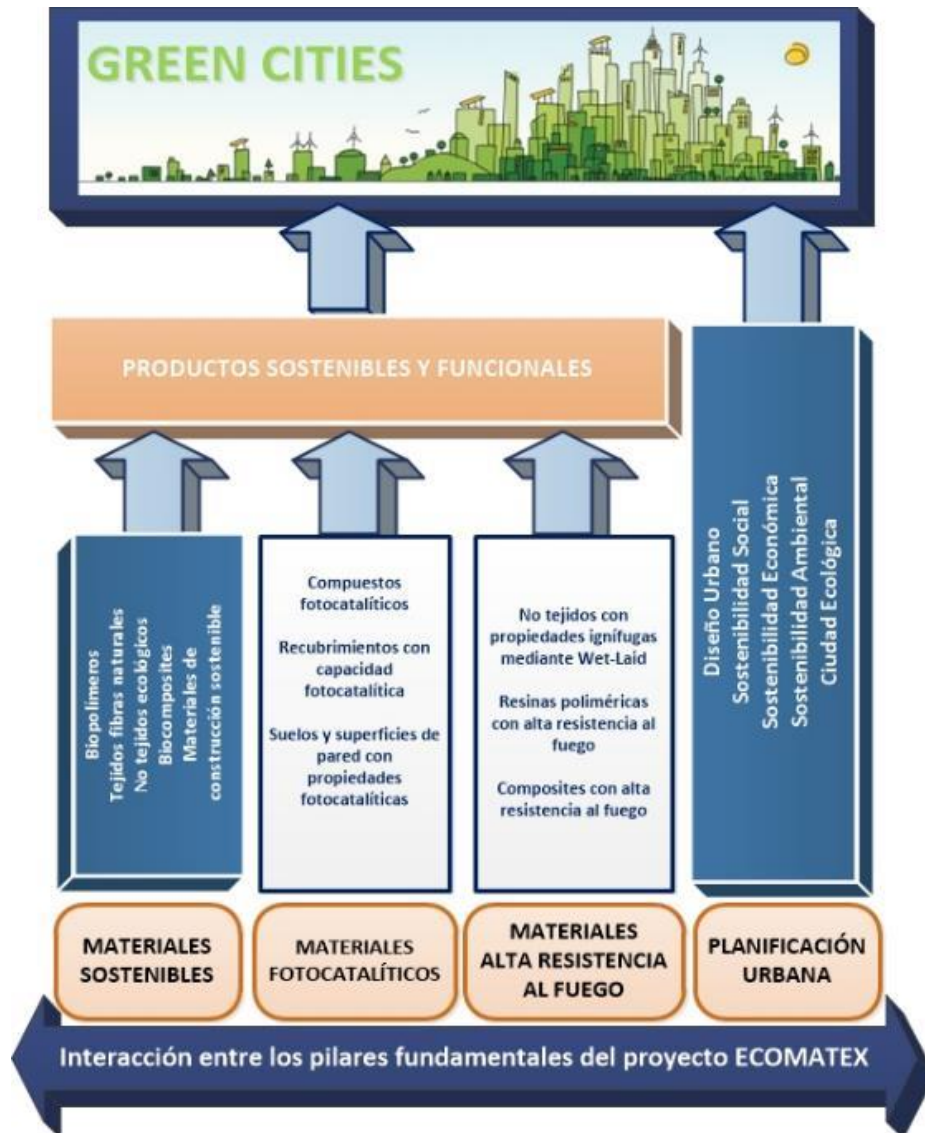 GREEN CITIES
PRODUCTOS SOSTENIBLES Y FUNCIONALES
Biopolimeros
Tejidos fibras naturales
No tejidos ecológicos
Biocomposites
Materiales de
construcción sostenible
Compuestos
fotocatalíticos
Recubrimientos con
capacidad
fotocatalítica
Suelos y superficies de
pared con
propiedades
fotocatalíticas
No tejidos con
propiedades ignífugas
mediante Wet-Laid
Resinas poliméricas
con alta resistencia al
fuego
Composites con alta
resistencia al fuego
Diseño Urbano
Sostenibilidad Social
Sostenibilidad Económica
Sostenibilidad Ambiental
Ciudad Ecológica
MATERIALES
SOSTENIBLES
MATERIALES
FOTOCATALÍTICOS
MATERIALES
ALTA RESISTENCIA
AL FUEGO
PLANIFICACIÓN
URBANA
Interacción entre los pilares fundamentales del proyecto ECOMATEX